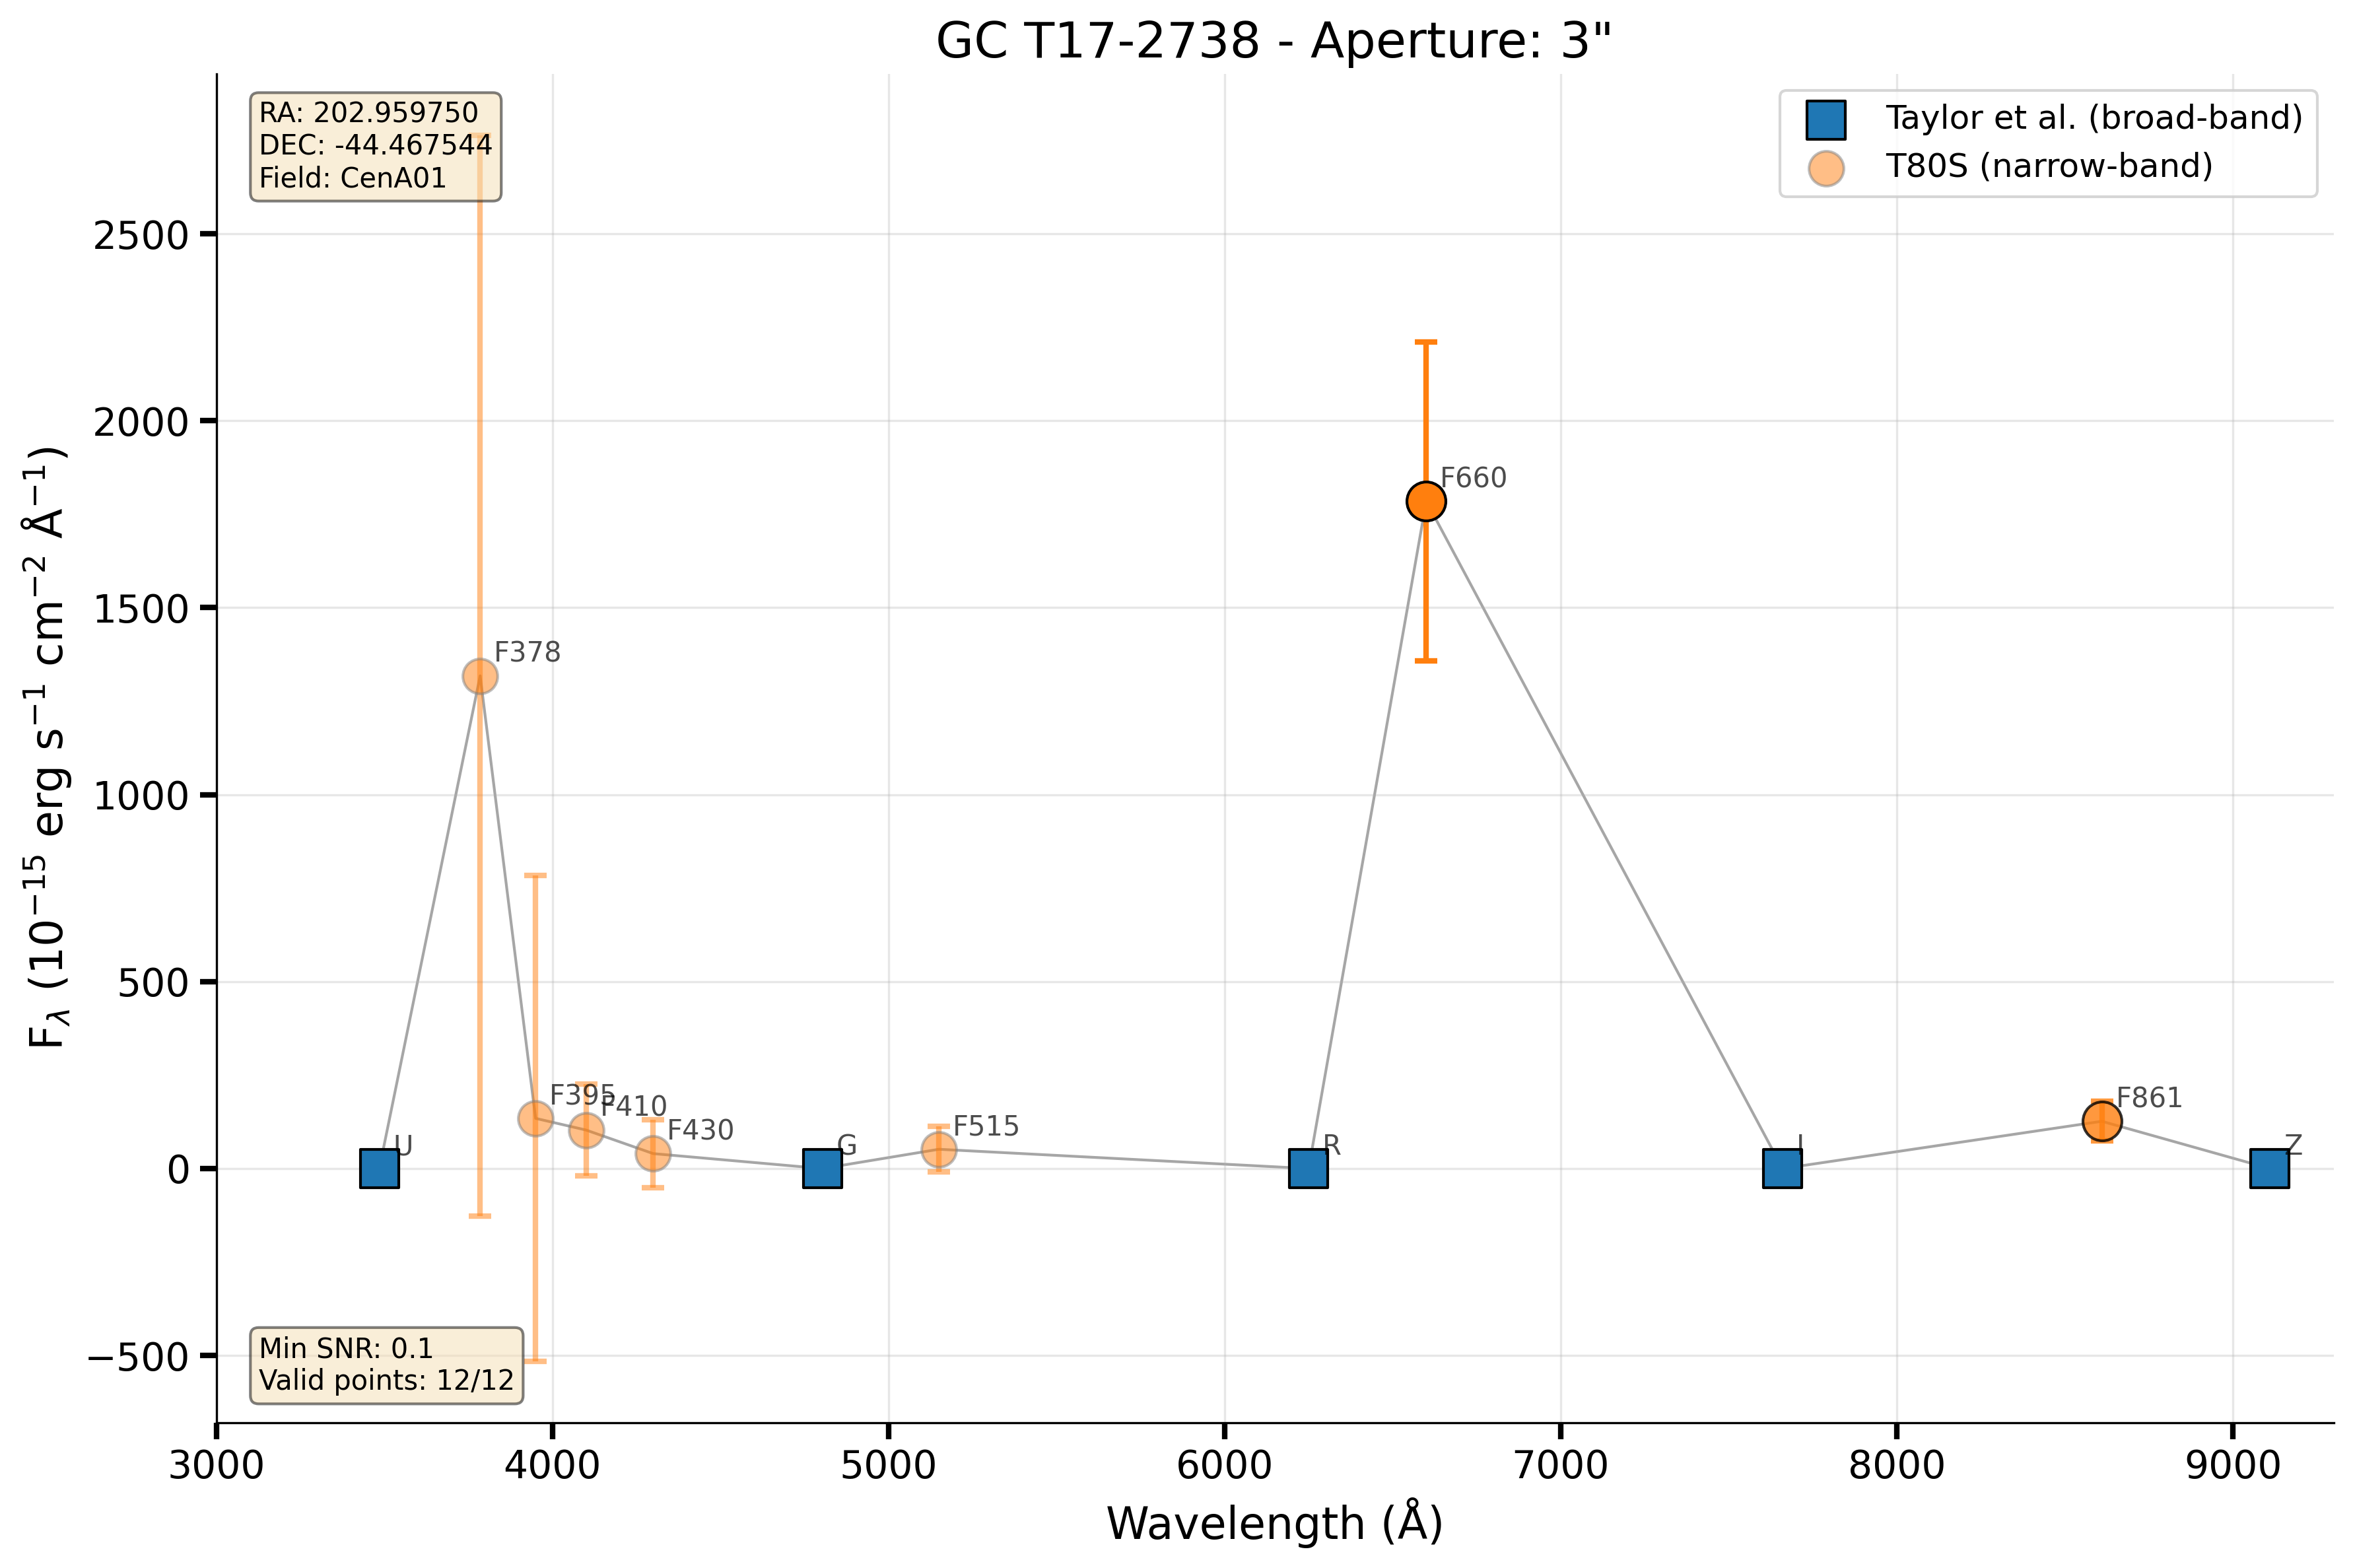 GC T17-2738 - Aperture: 3"
RA: 202.959750
DEC: -44.467544
Field: CenA01
Taylor et al. (broad-band)
T80S (narrow-band)
F$_{\lambda}$ (10$^{-15}$ erg s$^{-1}$ cm$^{-2}$ Å$^{-1}$)
2500
2000
1500
1000
500
0
−500
U
F378
F395
F410
F430
G
F515
R
F660
I
F861
Z
Min SNR: 0.1
Valid points: 12/12
3000 4000 5000 6000 7000 8000 9000
Wavelength (Å)